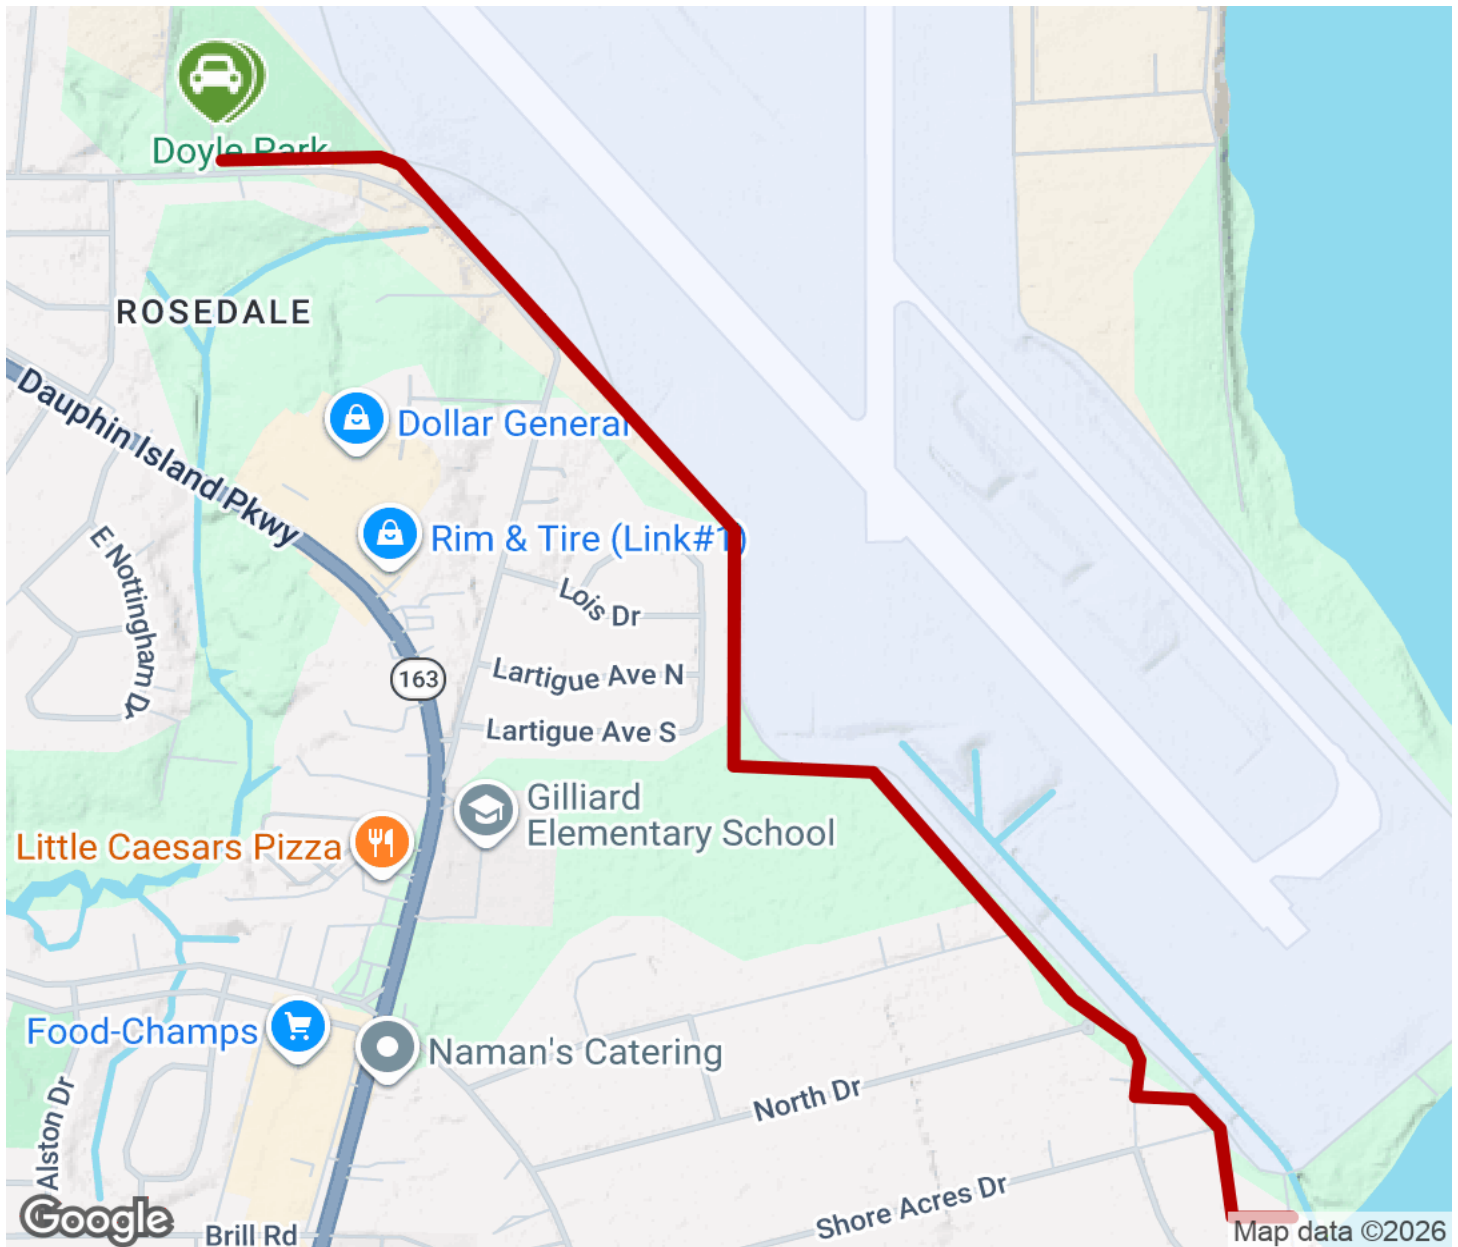 Doyle Park
ROSEDALE
Dauphin Island Pkwy
Dollar General
Rim & Tire (Link#1)
E Nottingham Dr
Lois Dr
163
Lartigue Ave N
Lartigue Ave S
Gilliard
Elementary School
Little Caesars Pizza
Food-Champs
Naman's Catering
North Dr
Alston Dr
Shore Acres Dr
Google
Brill Rd
Map data ©2026